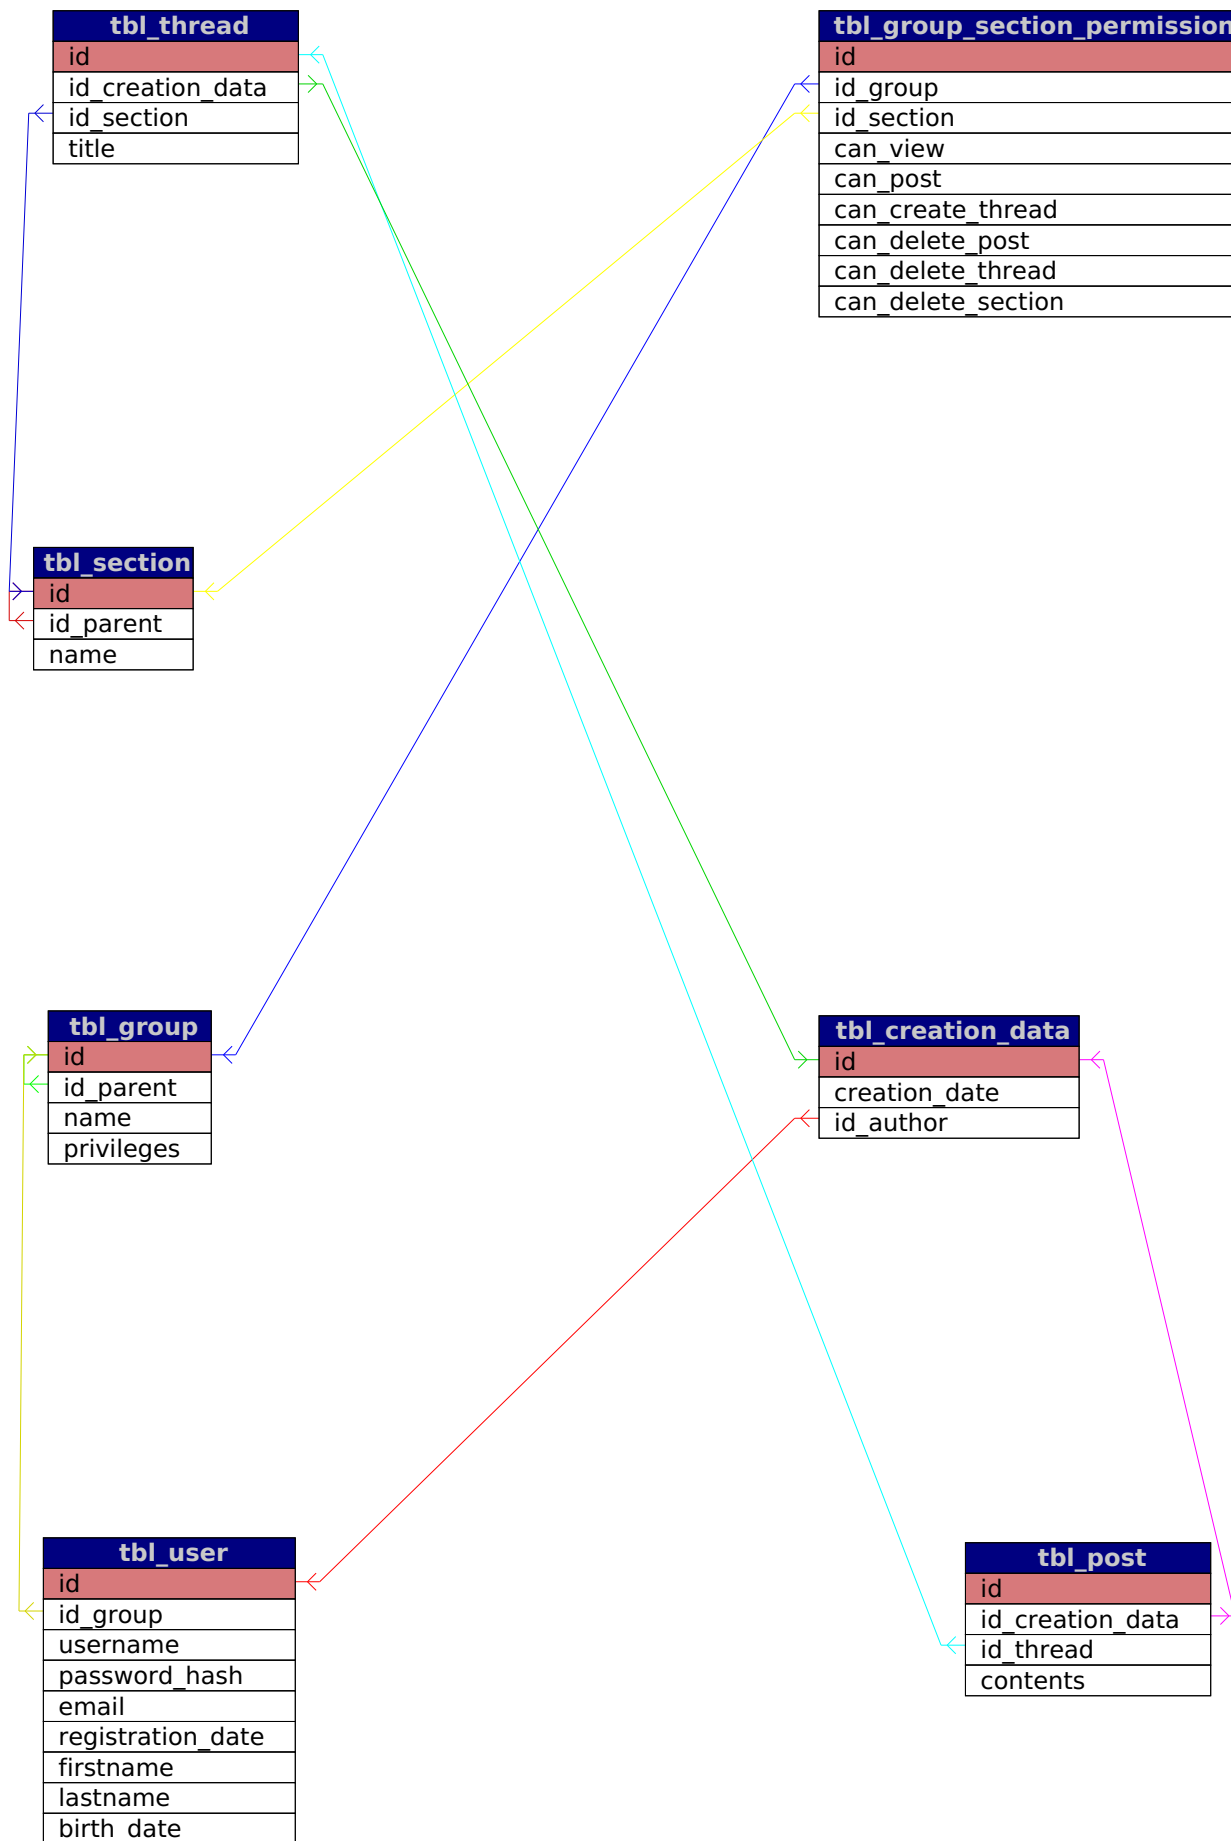 tbl_thread
id
id_creation_data
id_section
title
tbl_group_section_permission
id
id_group
id_section
can_view
can_post
can_create_thread
can_delete_post
can_delete_thread
can_delete_section
tbl_section
id
id_parent
name
tbl_group
id
id_parent
name
privileges
tbl_creation_data
id
creation_date
id_author
tbl_user
id
id_group
username
password_hash
email
registration_date
firstname
lastname
birth_date
tbl_post
id
id_creation_data
id_thread
contents